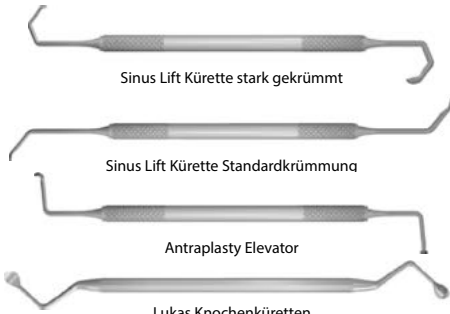 Sinus Lift Kürette stark gekrümmt
Sinus Lift Kürette Standardkrümmung
Antraplasty Elevator
Lukas Knochenküretten